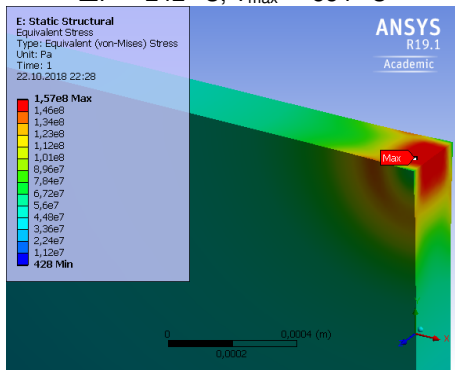 E: Static Structural
Equivalent Stress
Type: Equivalent (von-Mises) Stress
Unit: Pa
Time: 1
22.10.2018 22:28
1,57e8 Max
1,46e8
1,34e8
1,23e8
1,12e8
1,01e8
8,96e7
7,84e7
6,72e7
5,6e7
4,48e7
3,36e7
2,24e7
1,12e7
428 Min
ANSYS
R19.1
Academic
Max
0
0,0004 (m)
0,0002
x